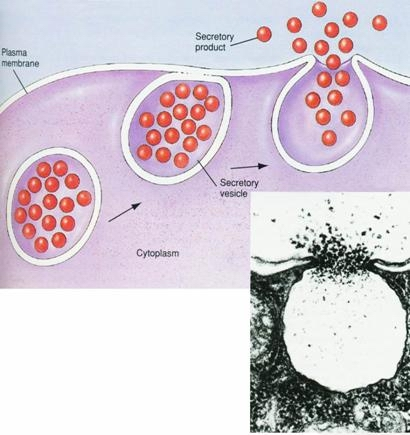 Secretory
product
Plasma
membrane
Secretory
vesicle
Cytoplasm